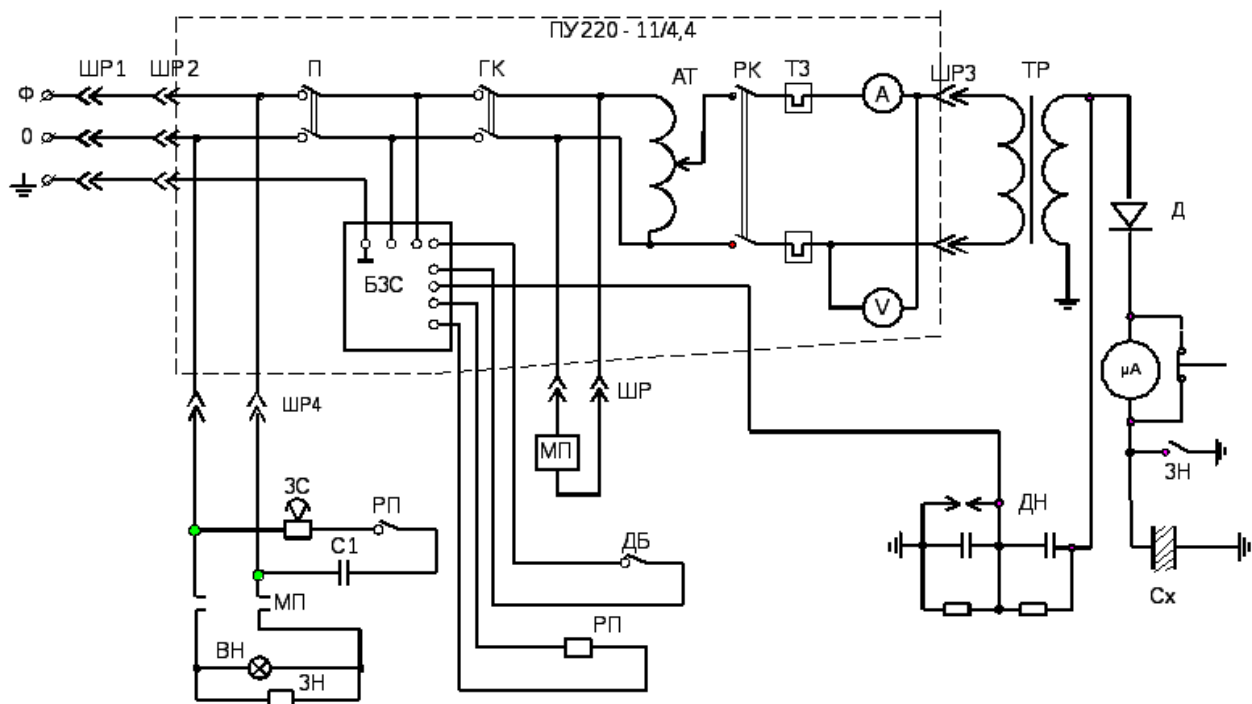 ПУ220 - 11/4,4
ШР1 ШР2 П ГК АТ РК ТЗ ШР3 ТР
Ф
А
0
Д
БЗС
V
µА
ШР
ШР4
МП
ЗН
ЗС
РП
ДН
С1
ДБ
МП
Сх
РП
ВН
ЗН